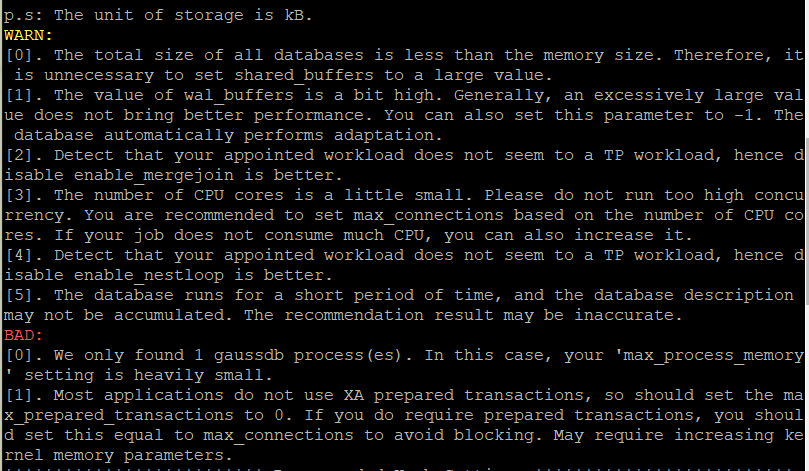 p.s: The unit of storage is kB.
WARN:
[0]. The total size of all databases is less than the memory size. Therefore, it
 is unnecessary to set shared_buffers to a large value.
[1]. The value of wal_buffers is a bit high. Generally, an excessively large val
ue does not bring better performance. You can also set this parameter to -1. The
 database automatically performs adaptation.
[2]. Detect that your appointed workload does not seem to a TP workload, hence d
isable enable_mergejoin is better.
[3]. The number of CPU cores is a little small. Please do not run too high concu
rrency. You are recommended to set max_connections based on the number of CPU co
res. If your job does not consume much CPU, you can also increase it.
[4]. Detect that your appointed workload does not seem to a TP workload, hence d
isable enable_nestloop is better.
[5]. The database runs for a short period of time, and the database description
may not be accumulated. The recommendation result may be inaccurate.
BAD:
[0]. We only found 1 gaussdb process(es). In this case, your 'max_process_memory
' setting is heavily small.
[1]. Most applications do not use XA prepared transactions, so should set the ma
x_prepared_transactions to 0. If you do require prepared transactions, you shoul
d set this equal to max_connections to avoid blocking. May require increasing ke
rnel memory parameters.